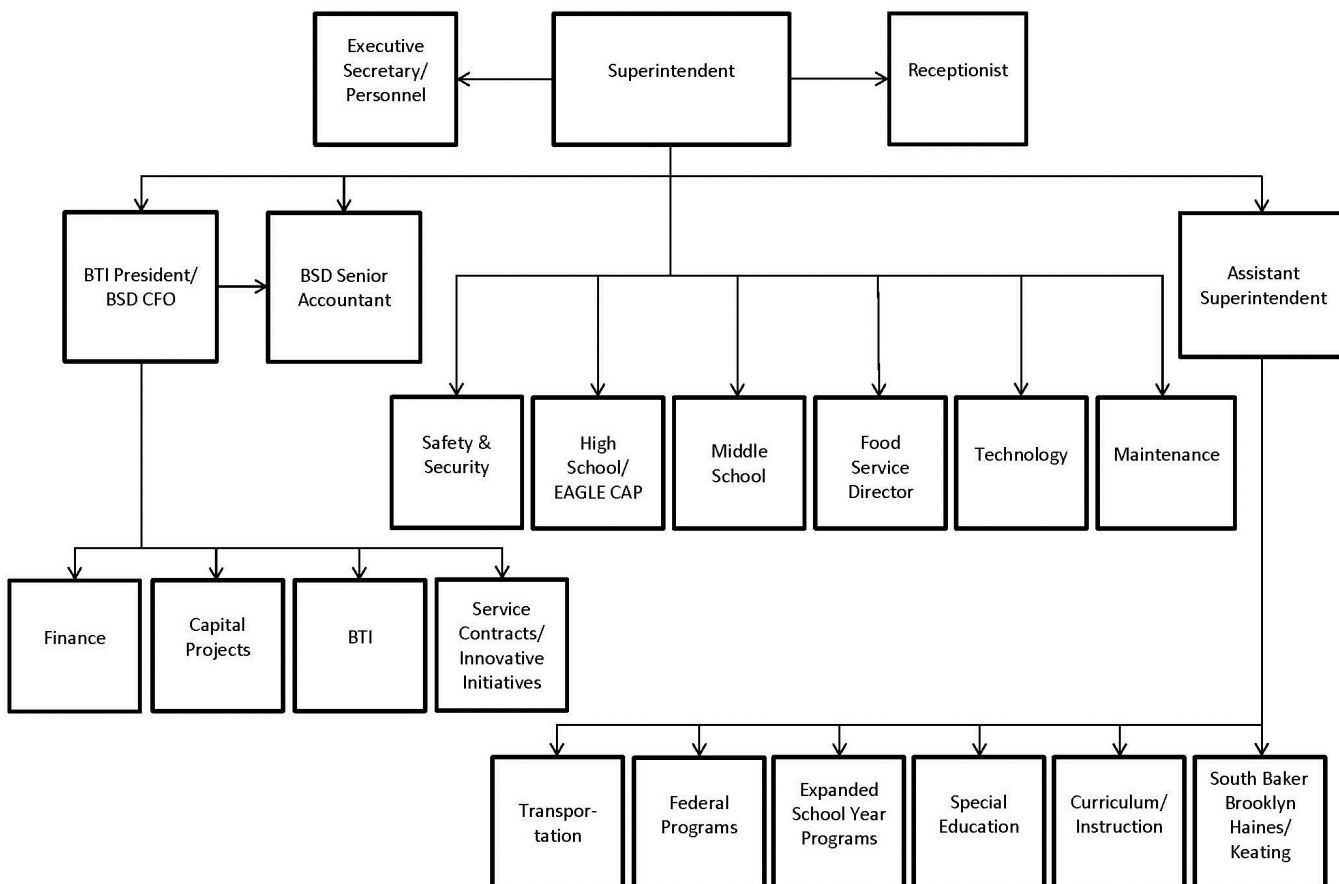 Executive
Secretary/
Personnel
Superintendent
Receptionist
BTI President/
BSD CFO
BSD Senior
Accountant
Assistant
Superintendent
Safety &
Security
High
School/
EAGLE CAP
Middle
School
Food
Service
Director
Technology
Maintenance
Finance
Capital
Projects
BTI
Service
Contracts/
Innovative
Initiatives
Transpor-
tation
Federal
Programs
Expanded
School Year
Programs
Special
Education
Curriculum/
Instruction
South Baker
Brooklyn
Haines/
Keating